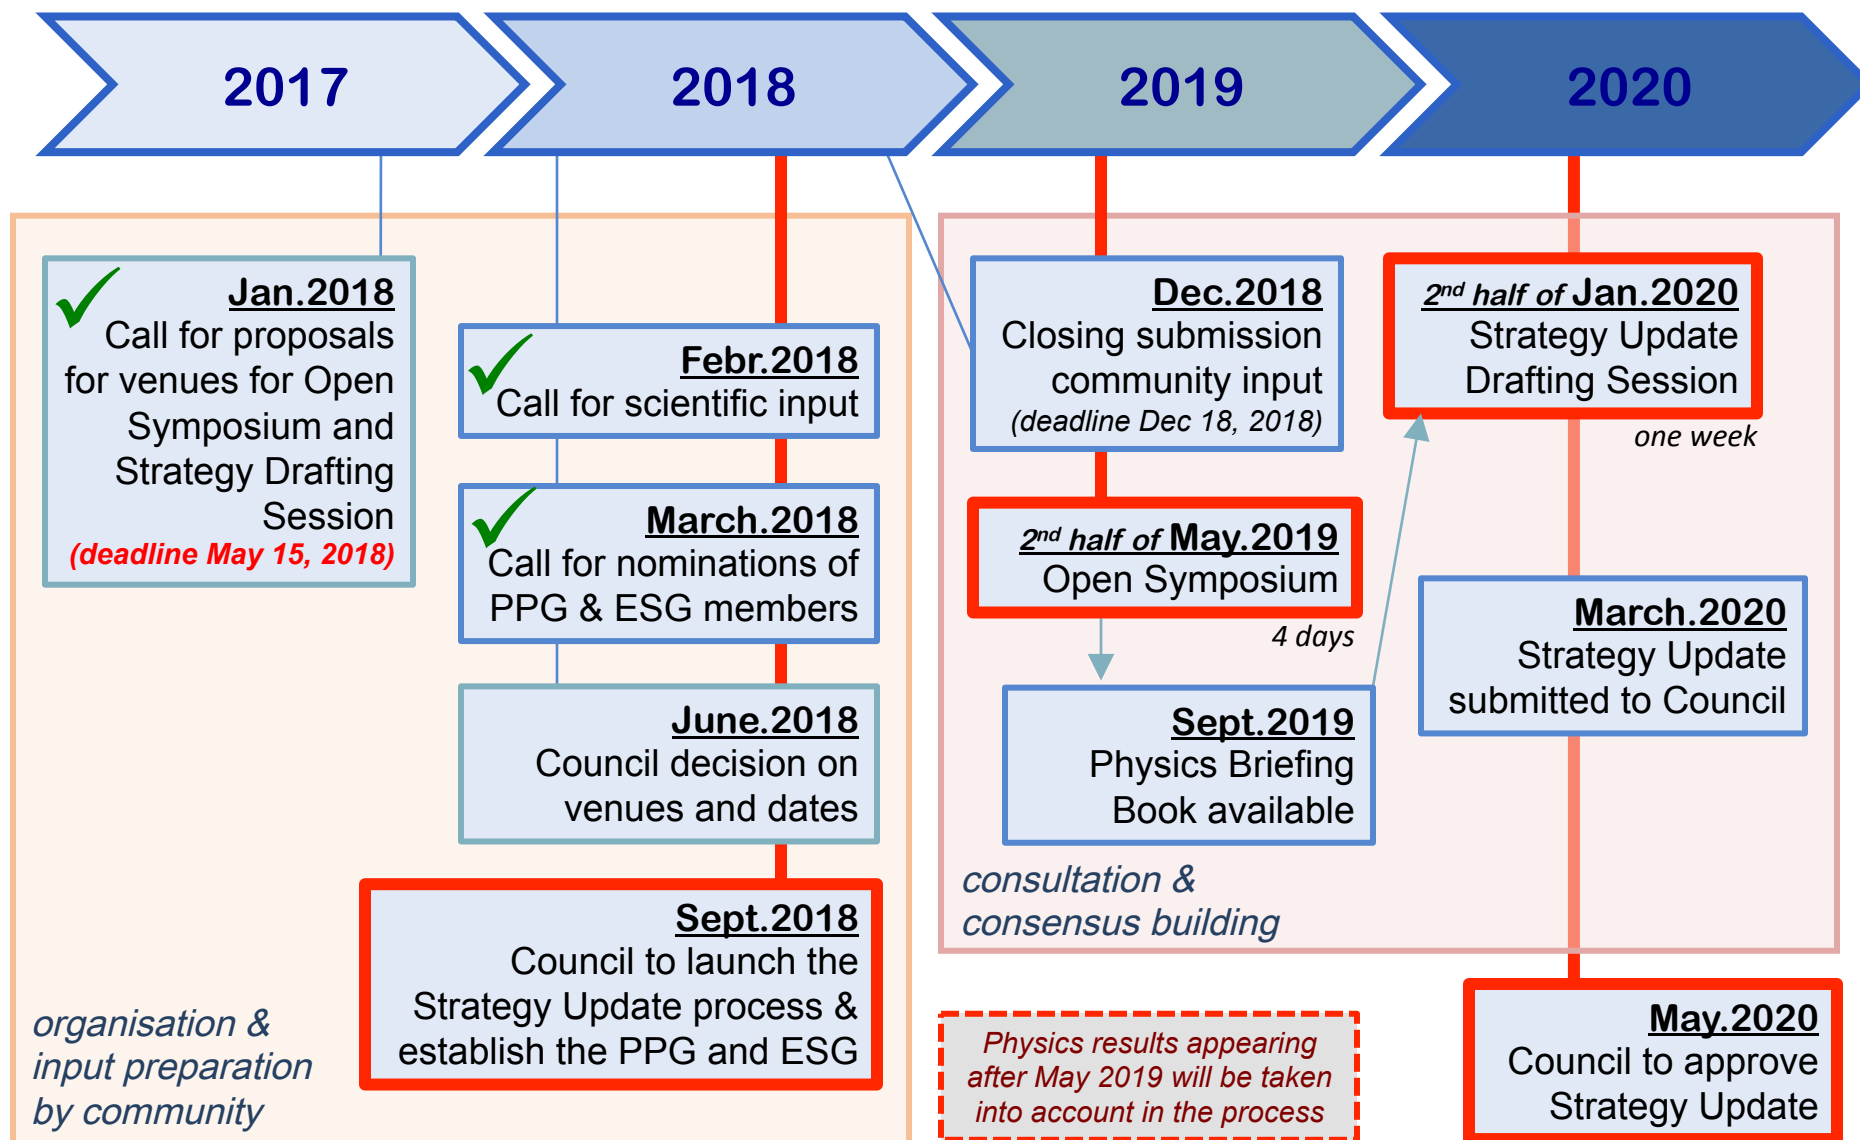 2017
2018
2019
2020
Jan.2018
Call for proposals
for venues for Open
Symposium and
Strategy Drafting
Session
(deadline May 15, 2018)
Febr.2018
Call for scientific input
March.2018
Call for nominations of
PPG & ESG members
June.2018
Council decision on
venues and dates
Sept.2018
Council to launch the
Strategy Update process &
establish the PPG and ESG
organisation &
input preparation
by community
Dec.2018
Closing submission
community input
(deadline Dec 18, 2018)
2nd half of May.2019
Open Symposium
4 days
Sept.2019
Physics Briefing
Book available
2nd half of Jan.2020
Strategy Update
Drafting Session
one week
March.2020
Strategy Update
submitted to Council
consultation &
consensus building
Physics results appearing
after May 2019 will be taken
into account in the process
May.2020
Council to approve
Strategy Update